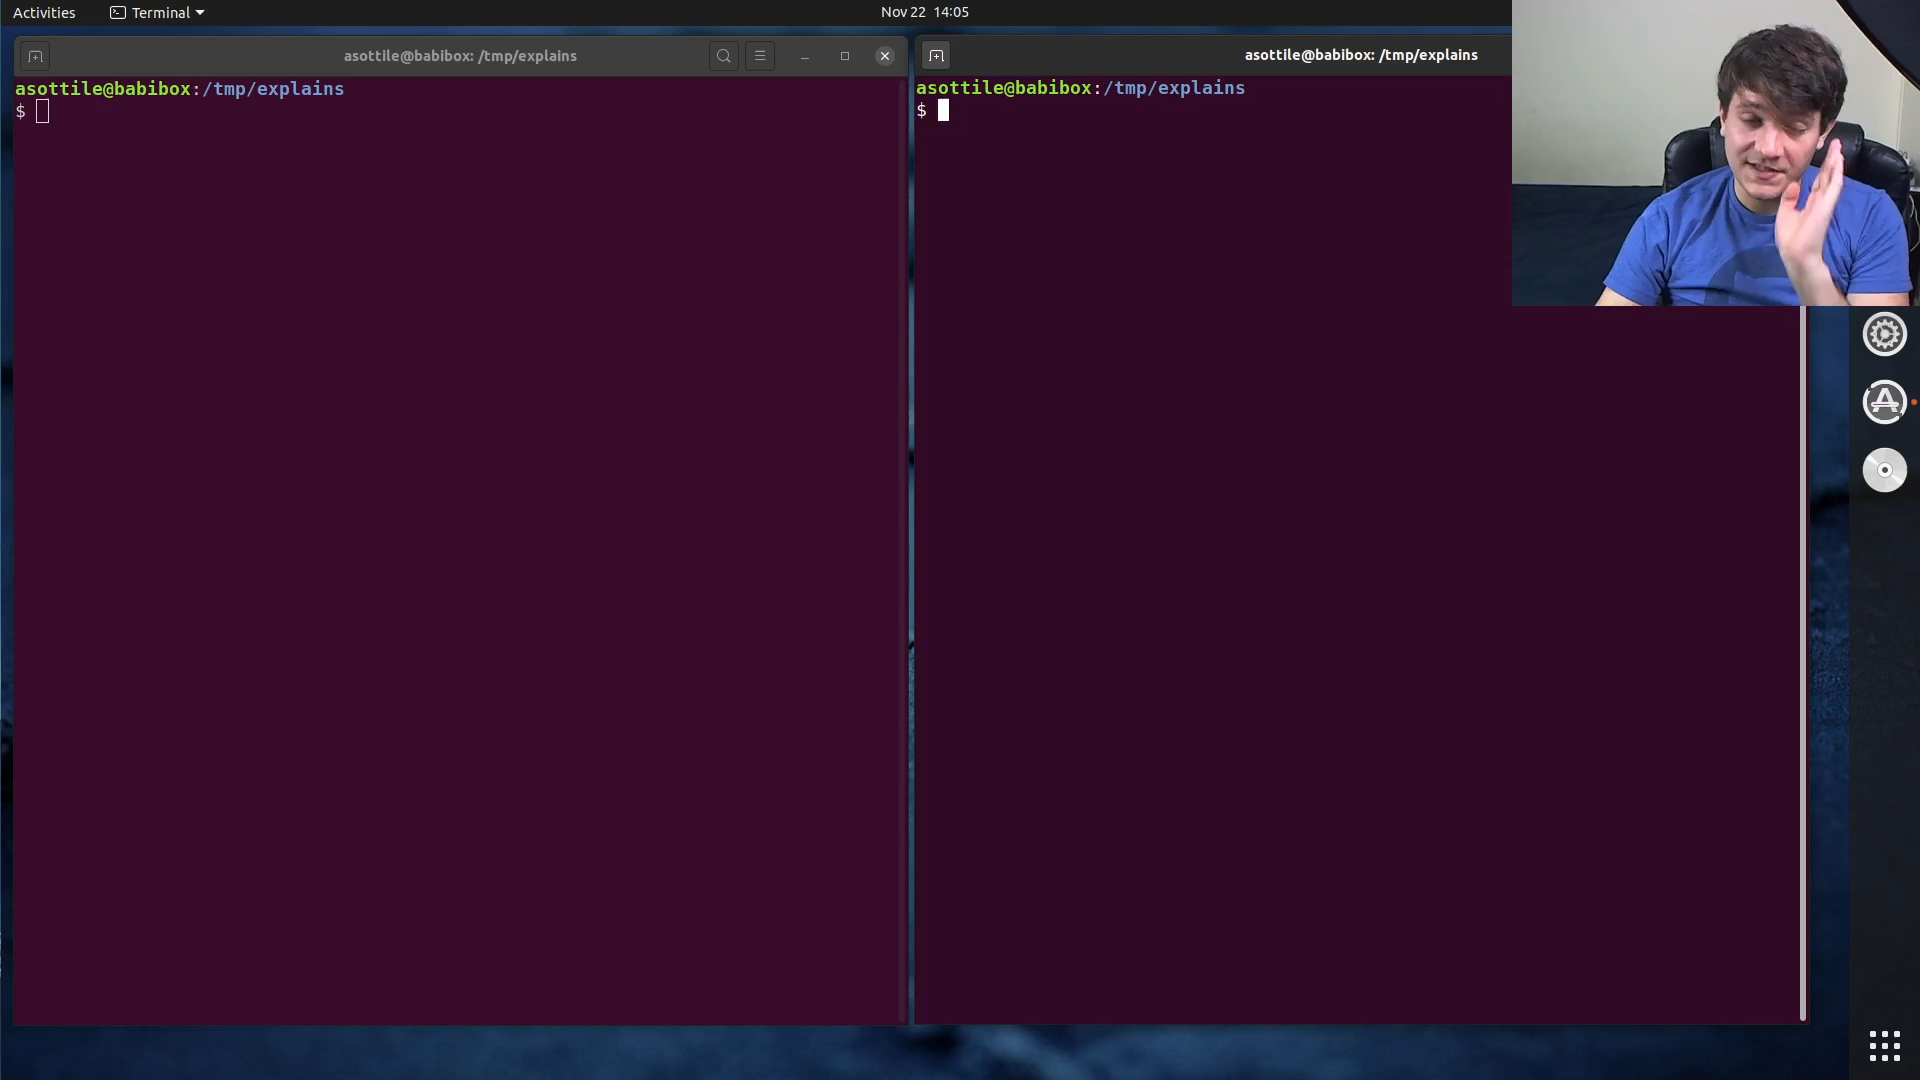 Activities
Terminal
Nov 22 14:05
asottile@babibox: /tmp/explains
asottile@babibox:/tmp/explains
$
asottile@babibox: /tmp/explains
asottile@babibox:/tmp/explains
$